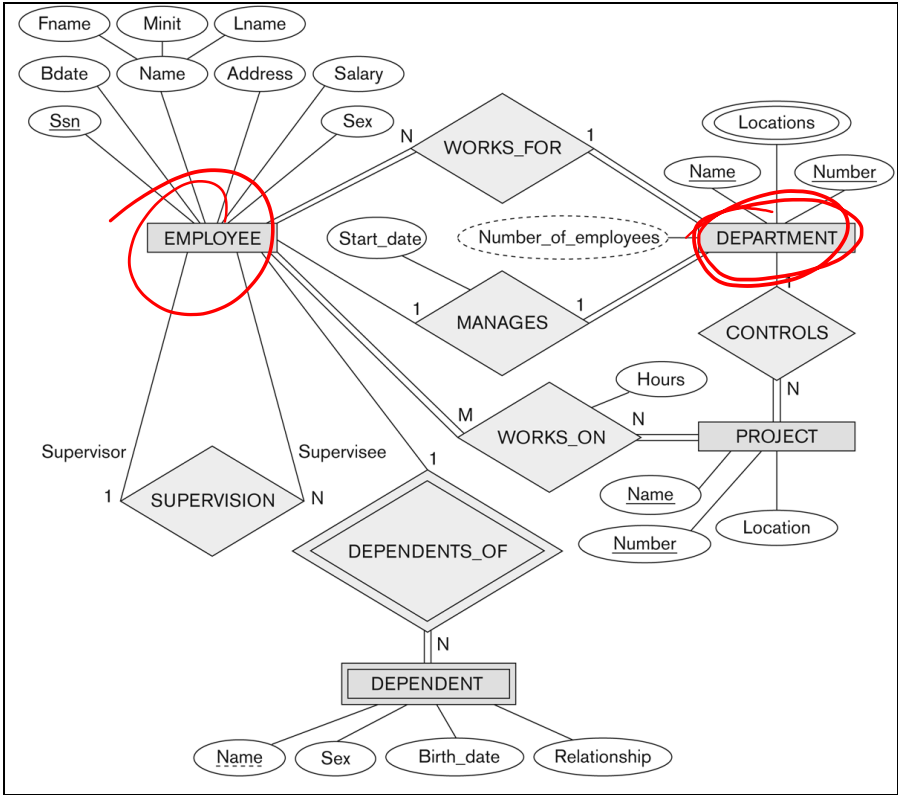 Fname
Minit
Lname
Bdate
Name
Address
Salary
Ssn
Sex
N
WORKS_FOR
1
Locations
Name
Number
EMPLOYEE
Start_date
Number_of_employees
DEPARTMENT
1
MANAGES
1
1
CONTROLS
N
Hours
M
WORKS_ON
N
PROJECT
Supervisor
Supervisee
1
SUPERVISION
N
1
Name
Number
Location
DEPENDENTS_OF
N
DEPENDENT
Name
Sex
Birth_date
Relationship